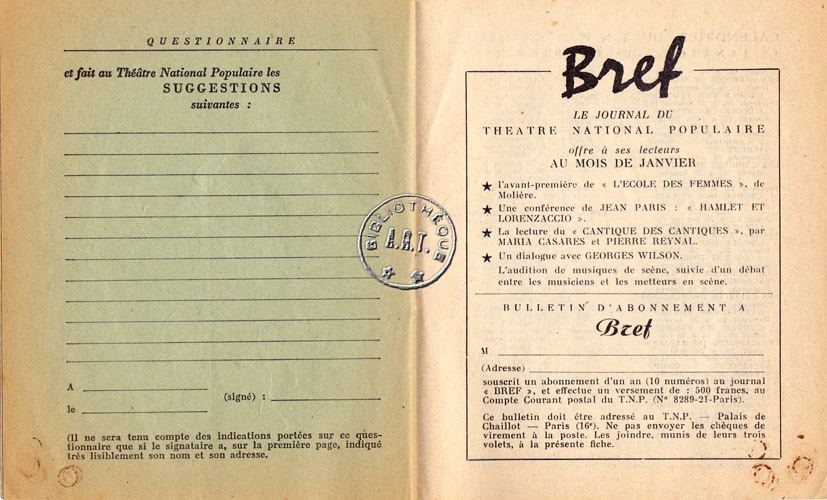 QUESTIONNAIRE
et fait au Théâtre National Populaire les
SUGGESTIONS
suivantes :
A
(signé) :
le
(Il ne sera tenu compte des indications portées sur ce ques-
tionnaire que si le signataire a, sur la première page, indiqué
très lisiblement son nom et son adresse.)
BIBLIOTHÈQUE
A.R.T.
Bref
LE JOURNAL DU
THEATRE NATIONAL POPULAIRE
offre à ses lecteurs
AU MOIS DE JANVIER
★ l'avant-première de « L'ECOLE DES FEMMES », de
Molière.
★ Une conférence de JEAN PARIS : « HAMLET ET
LORENZACCIO ».
★ La lecture du « CANTIQUE DES CANTIQUES », par
MARIA CASARES et PIERRE REYNAL.
★ Un dialogue avec GEORGES WILSON.
L'audition de musiques de scène, suivie d'un débat
entre les musiciens et les metteurs en scène.
BULLETIN D'ABONNEMENT A
Bref
M
(Adresse)
souscrit un abonnement d'un an (10 numéros) au journal
« BREF », et effectue un versement de : 500 francs, au
Compte Courant postal du T.N.P. (N° 8289-21-Paris).
Ce bulletin doit être adressé au T.N.P. — Palais de
Chaillot — Paris (16e). Ne pas envoyer les chèques de
virement à la poste. Les joindre, munis de leurs trois
volets, à la présente fiche.